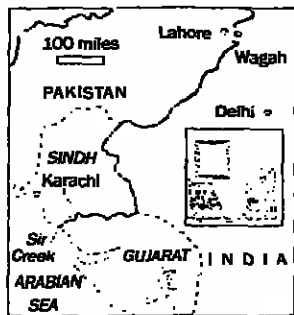 100 miles
Lahore
Wagah
PAKISTAN
Delhi
SINDH
Karachi
Sir
Creek
GUJARAT
INDIA
ARABIAN
SEA